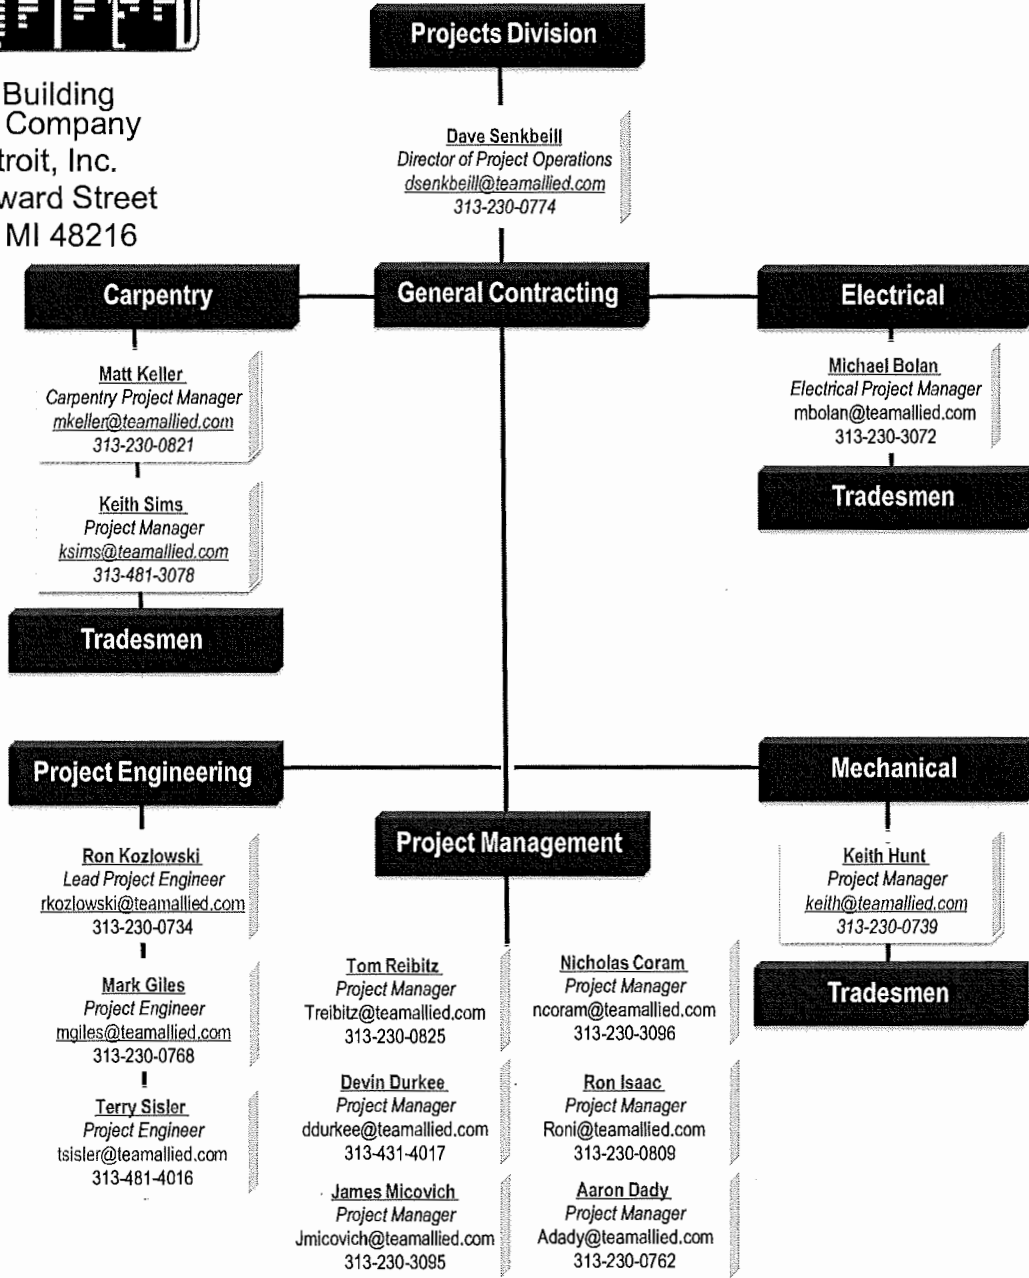 Building
Company
troit, Inc.
ward Street
MI 48216
Projects Division
Dave Senkbeill
Director of Project Operations
dsenkbeill@teamallied.com
313-230-0774
Carpentry
General Contracting
Electrical
Matt Keller
Carpentry Project Manager
mkeller@teamallied.com
313-230-0821
Keith Sims
Project Manager
ksims@teamallied.com
313-481-3078
Tradesmen
Michael Bolan
Electrical Project Manager
mbolan@teamallied.com
313-230-3072
Tradesmen
Project Engineering
Project Management
Mechanical
Ron Kozlowski
Lead Project Engineer
rkozlowski@teamallied.com
313-230-0734
Mark Giles
Project Engineer
mgiles@teamallied.com
313-230-0768
Terry Sisler
Project Engineer
tsisler@teamallied.com
313-481-4016
Tom Reibitz
Project Manager
Treibitz@teamallied.com
313-230-0825
Devin Durkee
Project Manager
ddurkee@teamallied.com
313-431-4017
James Micovich
Project Manager
Jmicovich@teamallied.com
313-230-3095
Nicholas Coram
Project Manager
ncoram@teamallied.com
313-230-3096
Ron Isaac
Project Manager
Roni@teamallied.com
313-230-0809
Aaron Dady
Project Manager
Adady@teamallied.com
313-230-0762
Keith Hunt
Project Manager
keith@teamallied.com
313-230-0739
Tradesmen